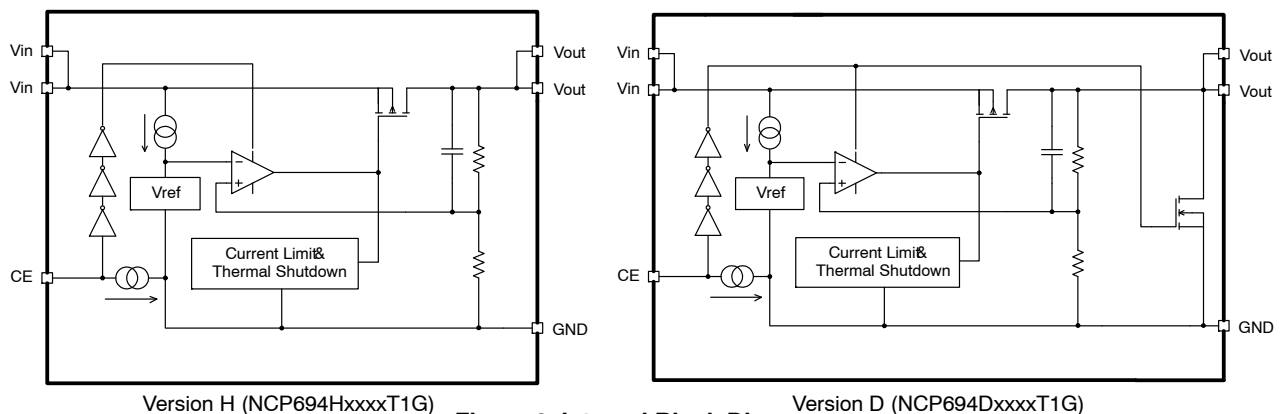 Vin
Vin
Vref
−
+
Current Limit&
Thermal Shutdown
CE
Vout
Vout
GND
Version H (NCP694HxxxxT1G)
Vin
Vin
Vref
−
+
Current Limit&
Thermal Shutdown
CE
Vout
Vout
GND
Version D (NCP694DxxxxT1G)